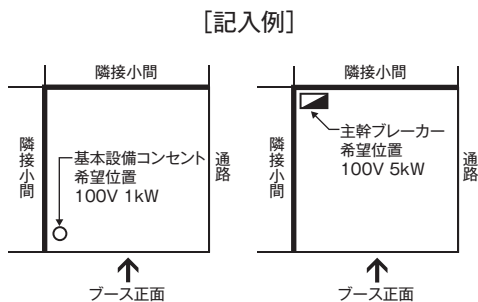 ［記入例］
隣接小間
隣接小間
基本設備コンセント
希望位置
100V 1kW
通路
ブース正面
隣接小間
隣接小間
主幹ブレーカー
希望位置
100V 5kW
通路
ブース正面